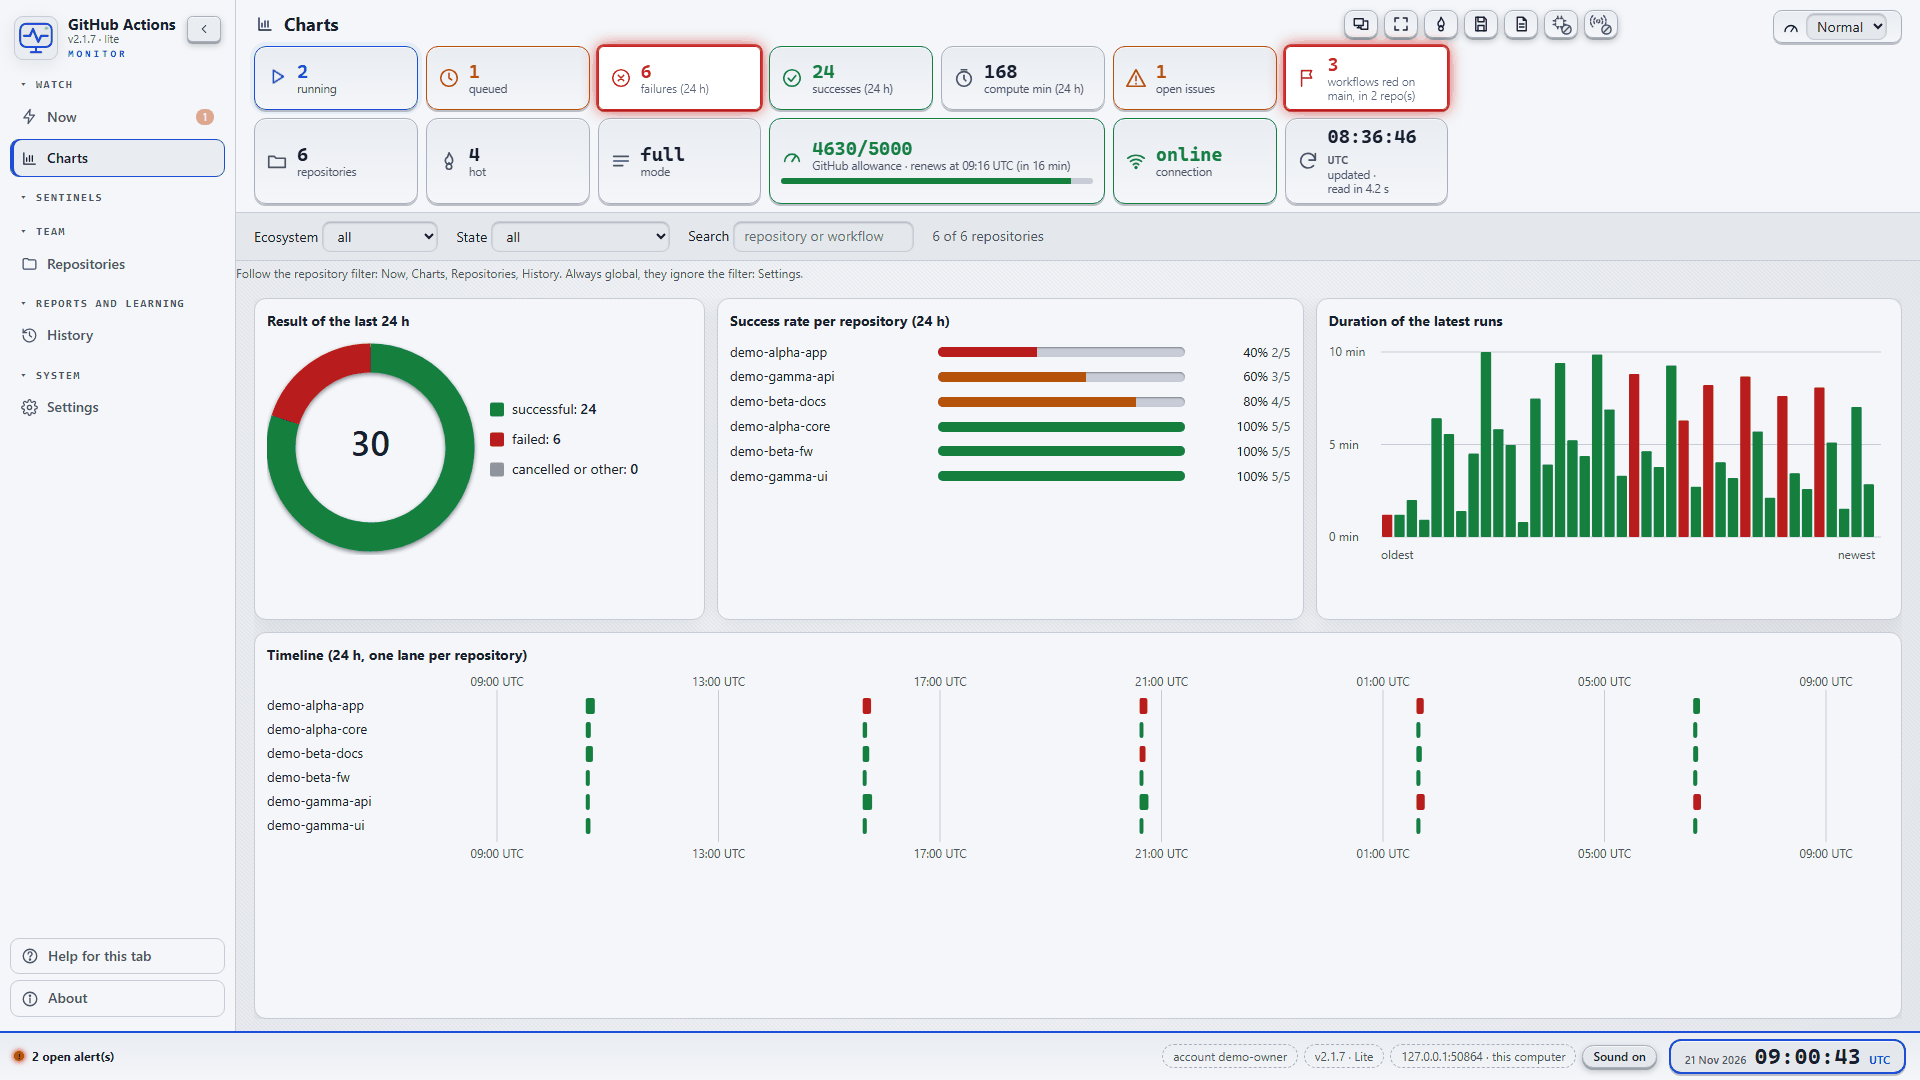 GitHub Actions
v2.1.7 · lite
MONITOR
WATCH
Now
1
Charts
SENTINELS
TEAM
Repositories
REPORTS AND LEARNING
History
SYSTEM
Settings
Help for this tab
About
Charts
Normal
2
running
1
queued
6
failures (24 h)
24
successes (24 h)
168
compute min (24 h)
1
open issues
3
workflows red on
main, in 2 repo(s)
6
repositories
4
hot
full
mode
4630/5000
GitHub allowance · renews at 09:16 UTC (in 16 min)
online
connection
08:36:46
UTC
updated ·
read in 4.2 s
Ecosystem all State all Search repository or workflow 6 of 6 repositories
Follow the repository filter: Now, Charts, Repositories, History. Always global, they ignore the filter: Settings.
Result of the last 24 h
30
successful: 24
failed: 6
cancelled or other: 0
Success rate per repository (24 h)
demo-alpha-app 40% 2/5
demo-gamma-api 60% 3/5
demo-beta-docs 80% 4/5
demo-alpha-core 100% 5/5
demo-beta-fw 100% 5/5
demo-gamma-ui 100% 5/5
Duration of the latest runs
10 min
5 min
0 min
oldest newest
Timeline (24 h, one lane per repository)
09:00 UTC 13:00 UTC 17:00 UTC 21:00 UTC 01:00 UTC 05:00 UTC 09:00 UTC
demo-alpha-app
demo-alpha-core
demo-beta-docs
demo-beta-fw
demo-gamma-api
demo-gamma-ui
09:00 UTC 13:00 UTC 17:00 UTC 21:00 UTC 01:00 UTC 05:00 UTC 09:00 UTC
2 open alert(s)
account demo-owner
v2.1.7 · Lite
127.0.0.1:50864 · this computer
Sound on
21 Nov 2026 09:00:43 UTC